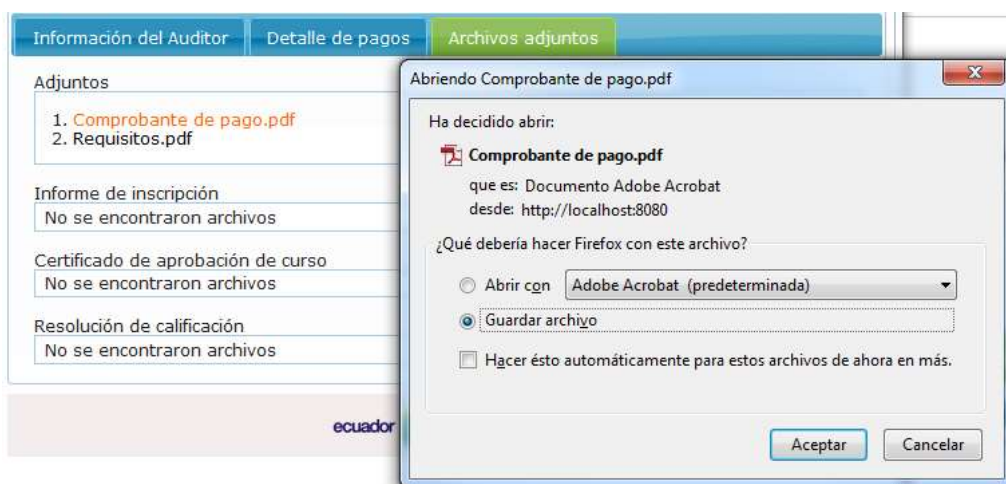 Información del Auditor
Detalle de pagos
Archivos adjuntos
Adjuntos
1. Comprobante de pago.pdf
2. Requisitos.pdf
Informe de inscripción
No se encontraron archivos
Certificado de aprobación de curso
No se encontraron archivos
Resolución de calificación
No se encontraron archivos
ecuador
Abriendo Comprobante de pago.pdf
Ha decidido abrir:
Comprobante de pago.pdf
que es: Documento Adobe Acrobat
desde: http://localhost:8080
¿Qué debería hacer Firefox con este archivo?
Abrir con
Adobe Acrobat (predeterminada)
Guardar archivo
Hacer ésto automáticamente para estos archivos de ahora en más.
Aceptar
Cancelar